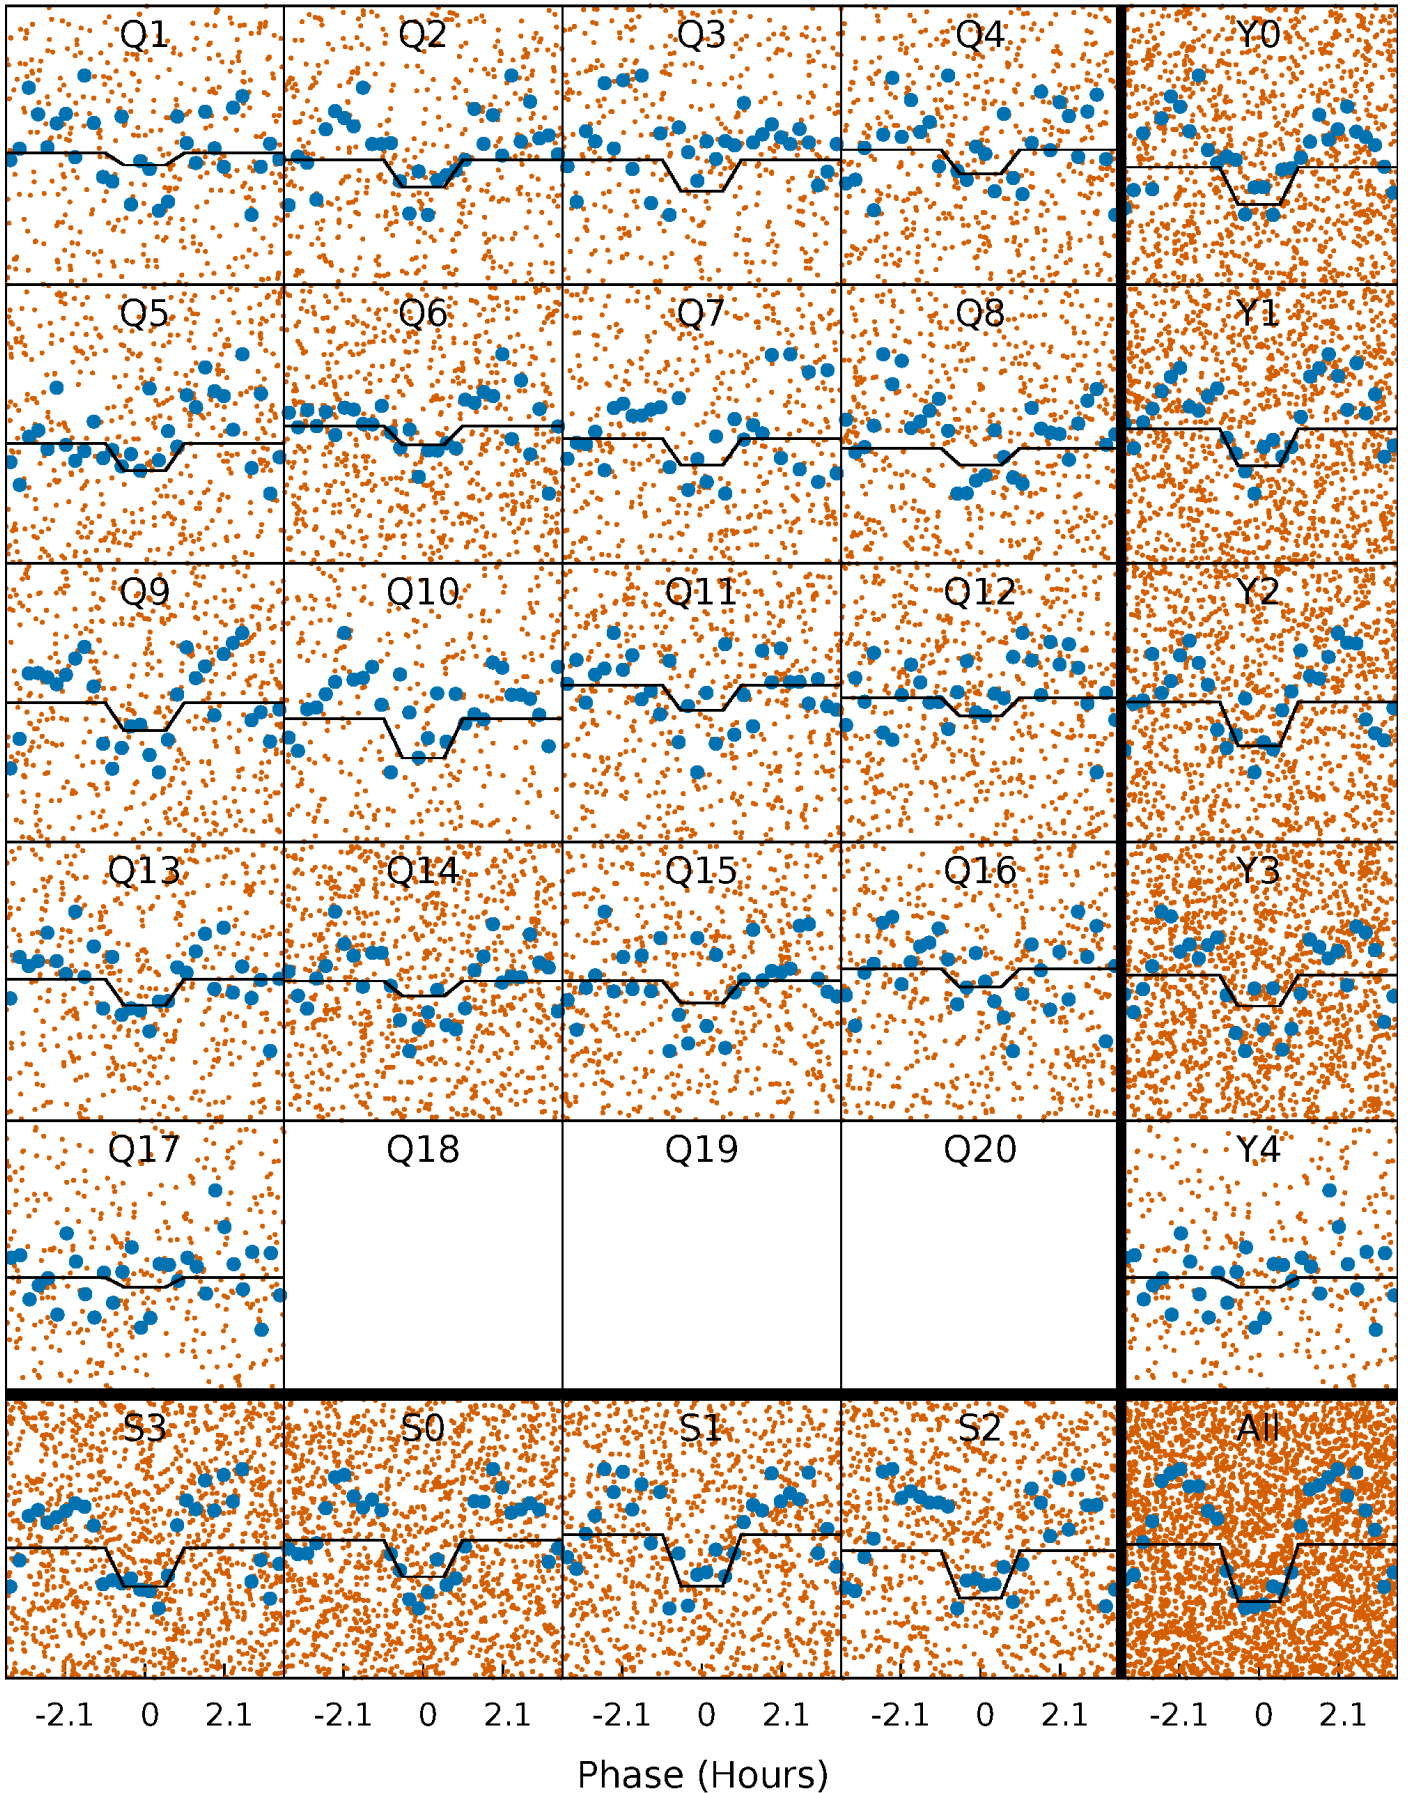 Q1 Q2 Q3 Q4 Y0
Q5 Q6 Q7 Q8 Y1
Q9 Q10 Q11 Q12 Y2
Q13 Q14 Q15 Q16 Y3
Q17 Q18 Q19 Q20 Y4
S3 S0 S1 S2 All
-2.1 0 2.1 -2.1 0 2.1 -2.1 0 2.1 -2.1 0 2.1 -2.1 0 2.1
Phase (Hours)